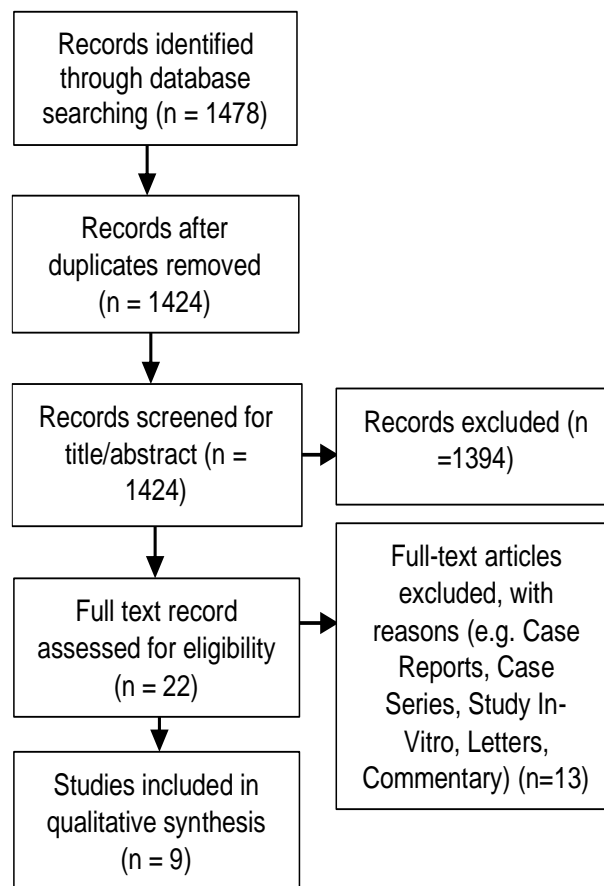 Records identified
through database
searching (n = 1478)
Records after
duplicates removed
(n = 1424)
Records screened for
title/abstract (n =
1424)
Records excluded (n
=1394)
Full text record
assessed for eligibility
(n = 22)
Full-text articles
excluded, with
reasons (e.g. Case
Reports, Case
Series, Study In-
Vitro, Letters,
Commentary) (n=13)
Studies included in
qualitative synthesis
(n = 9)